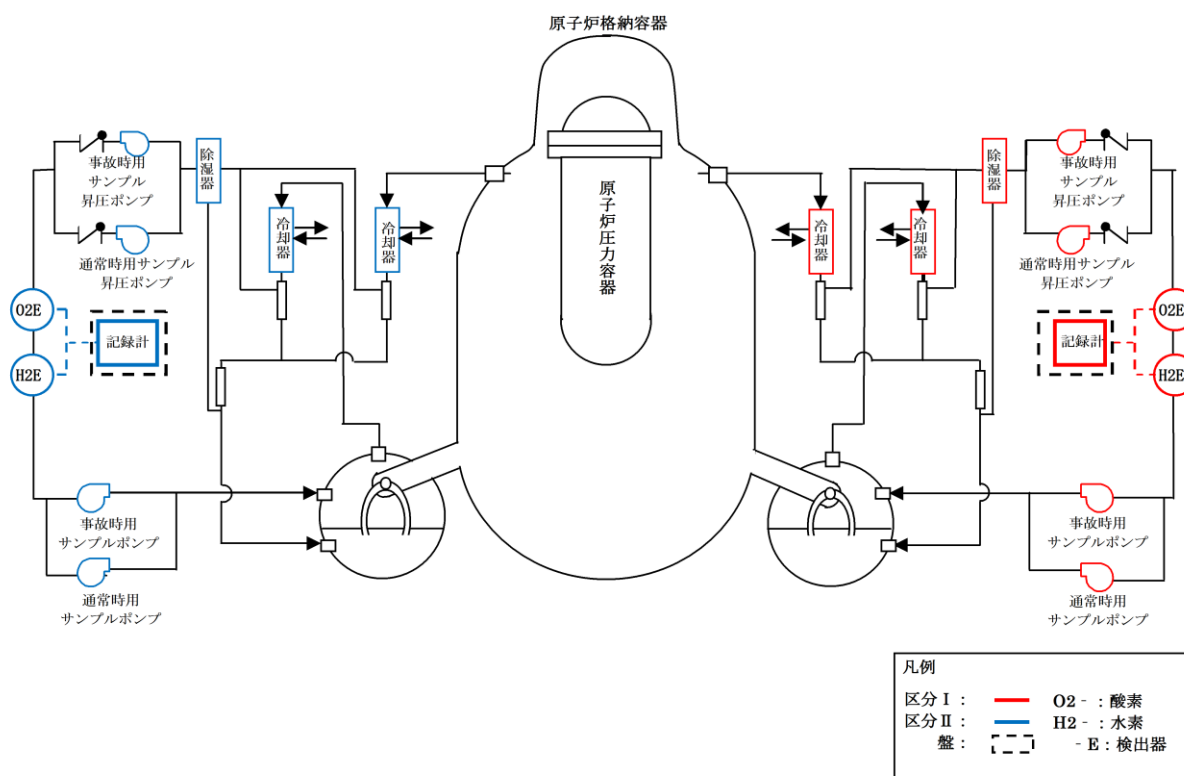 原子炉格納容器
原子炉圧力容器
事故時用
サンプル
昇圧ポンプ
通常時用サンプル
昇圧ポンプ
除湿器
冷却器
冷却器
O2E
H2E
記録計
事故時用
サンプルポンプ
通常時用
サンプルポンプ
冷却器
冷却器
除湿器
事故時用
サンプル
昇圧ポンプ
通常時用サンプル
昇圧ポンプ
O2E
H2E
記録計
事故時用
サンプルポンプ
通常時用
サンプルポンプ
凡例
区分Ⅰ： O2 - ：酸素
区分Ⅱ： H2 - ：水素
盤： - E：検出器